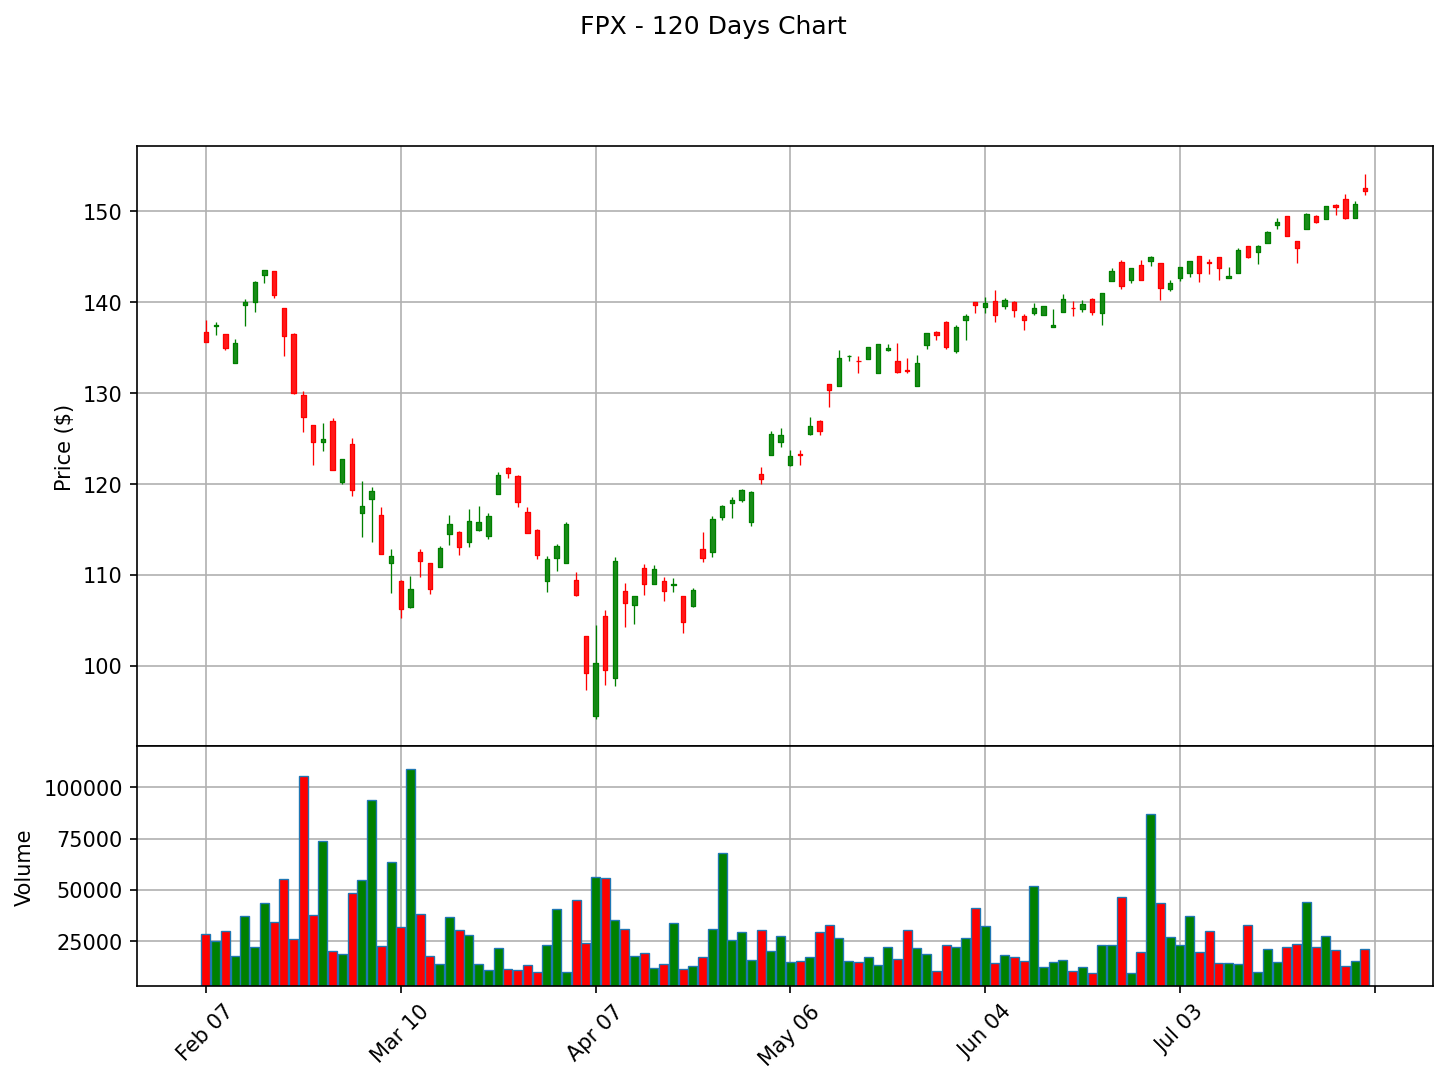 FPX - 120 Days Chart
Price ($)
150
140
130
120
110
100
Volume
100000
75000
50000
25000
Feb 07
Mar 10
Apr 07
May 06
Jun 04
Jul 03